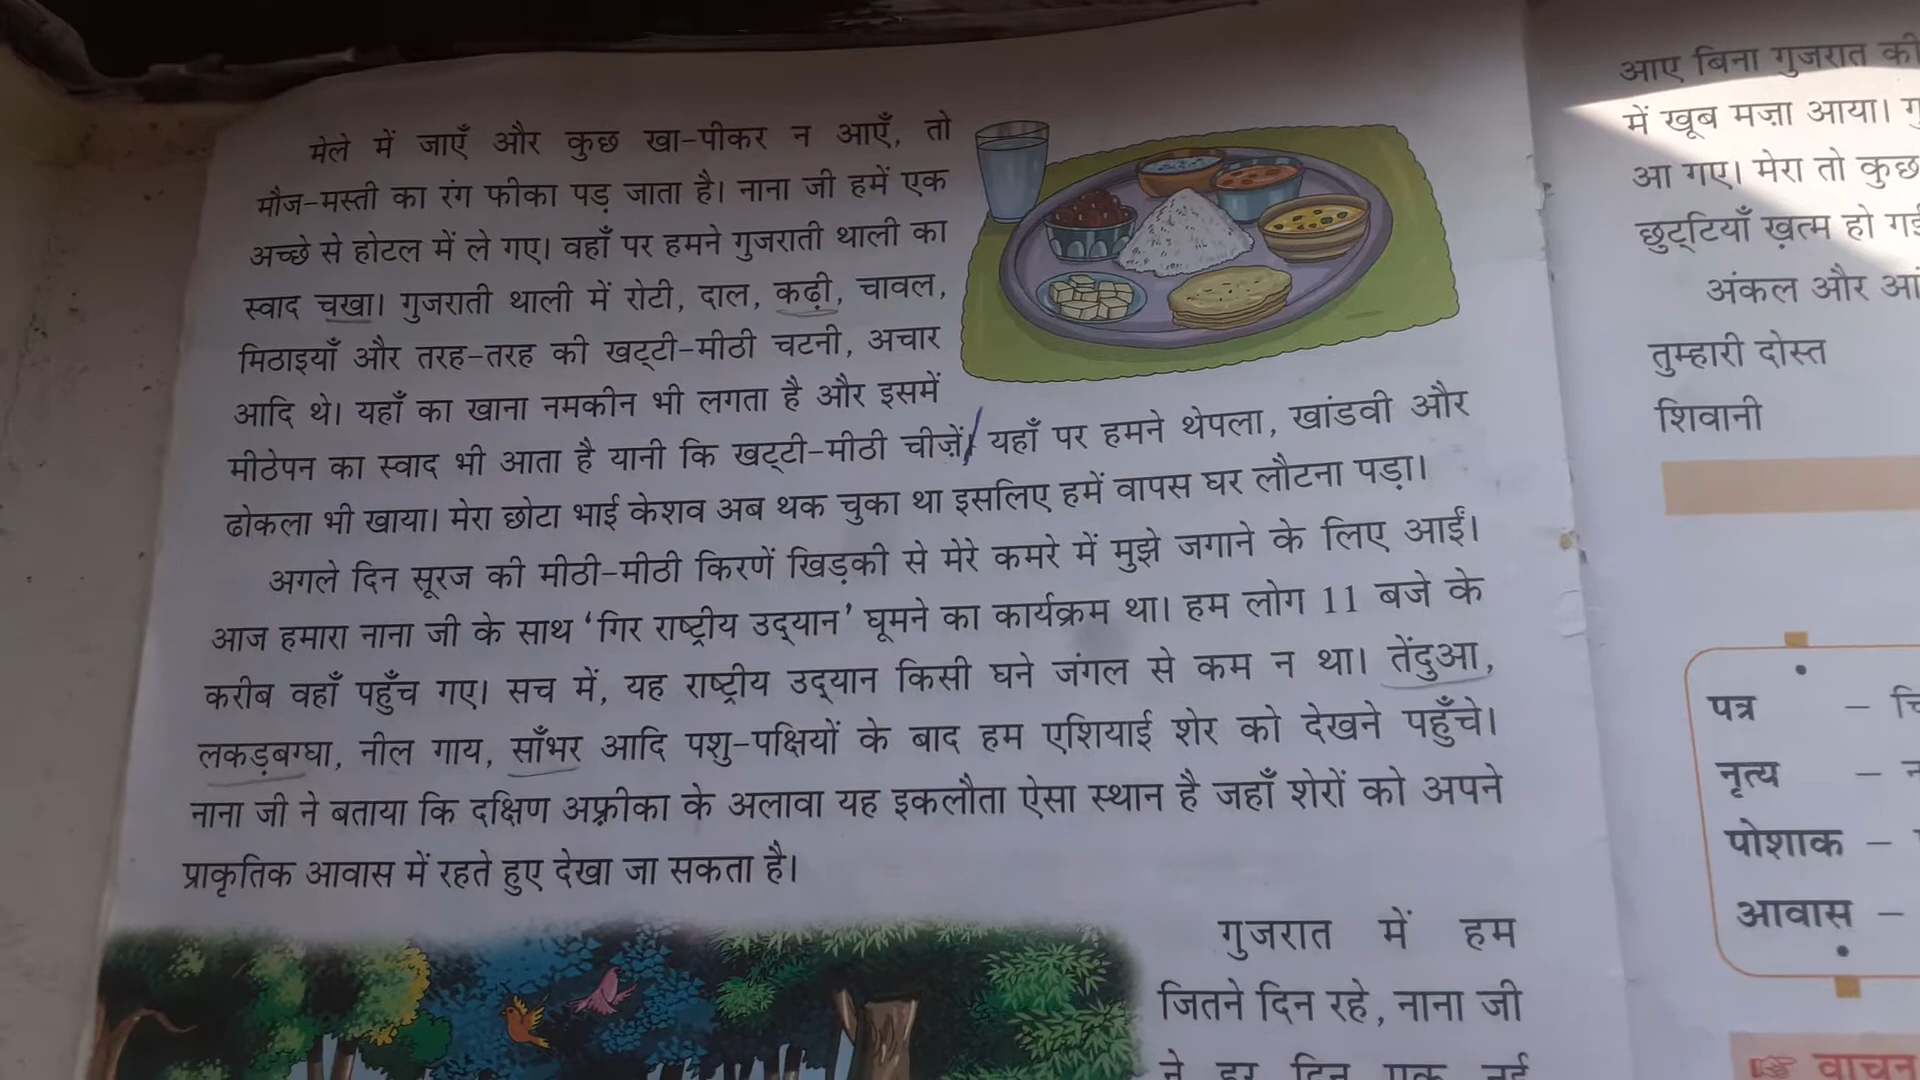 मेले में जाएँ और कुछ खा-पीकर न आएँ, तो
मौज-मस्ती का रंग फीका पड़ जाता है। नाना जी हमें एक
अच्छे से होटल में ले गए। वहाँ पर हमने गुजराती थाली का
स्वाद चखा। गुजराती थाली में रोटी, दाल, कढ़ी, चावल,
मिठाइयाँ और तरह-तरह की खट्टी-मीठी चटनी, अचार
आदि थे। यहाँ का खाना नमकीन भी लगता है और इसमें
मीठेपन का स्वाद भी आता है यानी कि खट्टी-मीठी चीज़ें। यहाँ पर हमने थेपला, खांडवी और
ढोकला भी खाया। मेरा छोटा भाई केशव अब थक चुका था इसलिए हमें वापस घर लौटना पड़ा।
अगले दिन सूरज की मीठी-मीठी किरणें खिड़की से मेरे कमरे में मुझे जगाने के लिए आईं।
आज हमारा नाना जी के साथ ‘गिर राष्ट्रीय उद्यान’ घूमने का कार्यक्रम था। हम लोग 11 बजे के
करीब वहाँ पहुँच गए। सच में, यह राष्ट्रीय उद्यान किसी घने जंगल से कम न था। तेंदुआ,
लकड़बग्घा, नील गाय, साँभर आदि पशु-पक्षियों के बाद हम एशियाई शेर को देखने पहुँचे।
नाना जी ने बताया कि दक्षिण अफ़्रीका के अलावा यह इकलौता ऐसा स्थान है जहाँ शेरों को अपने
प्राकृतिक आवास में रहते हुए देखा जा सकता है।
गुजरात में हम
जितने दिन रहे, नाना जी
ने हर दिन एक नई
आए बिना गुजरात की
में खूब मज़ा आया।
आ गए। मेरा तो कुछ
छुट्टियाँ ख़त्म हो
अंकल और
तुम्हारी दोस्त
शिवानी
पत्र –
नृत्य –
पोशाक –
आवास –
वाचन